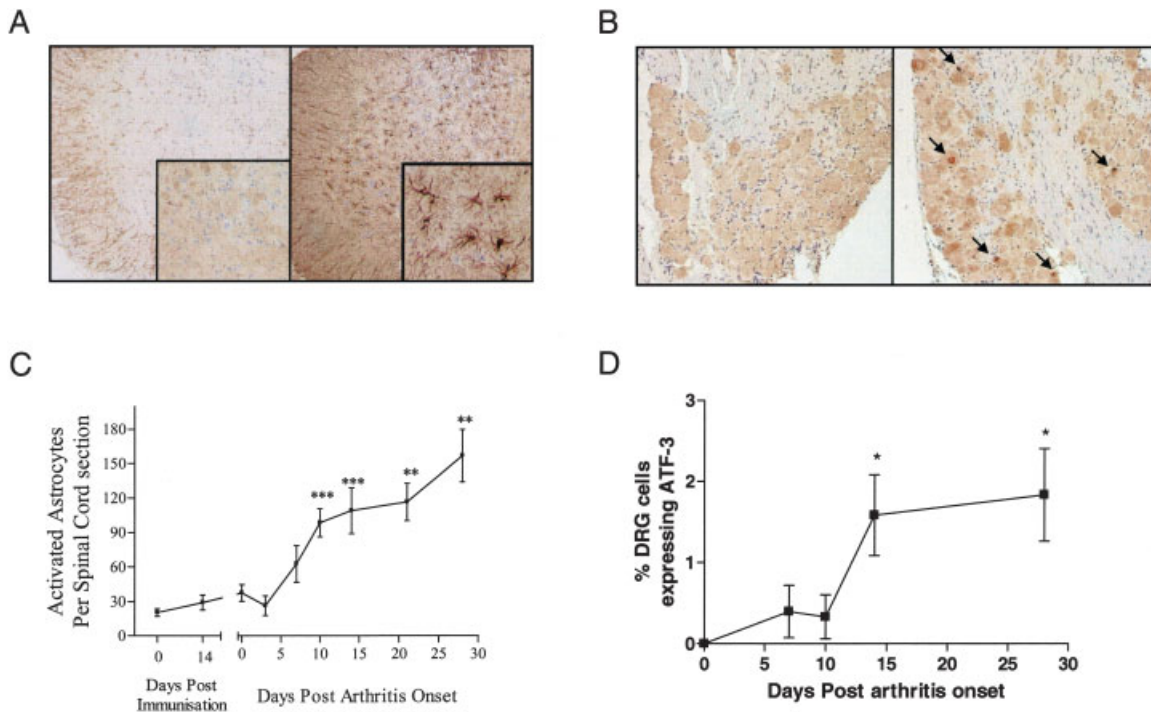 A
B
C
Activated Astrocytes
Per Spinal Cord section
180
150
120
90
60
30
0
***
***
**
**
0 14
0 5 10 15 20 25 30
Days Post
Immunisation
Days Post Arthritis Onset
D
% DRG cells
expressing ATF-3
3
2
1
0
*
*
0 5 10 15 20 25 30
Days Post arthritis onset